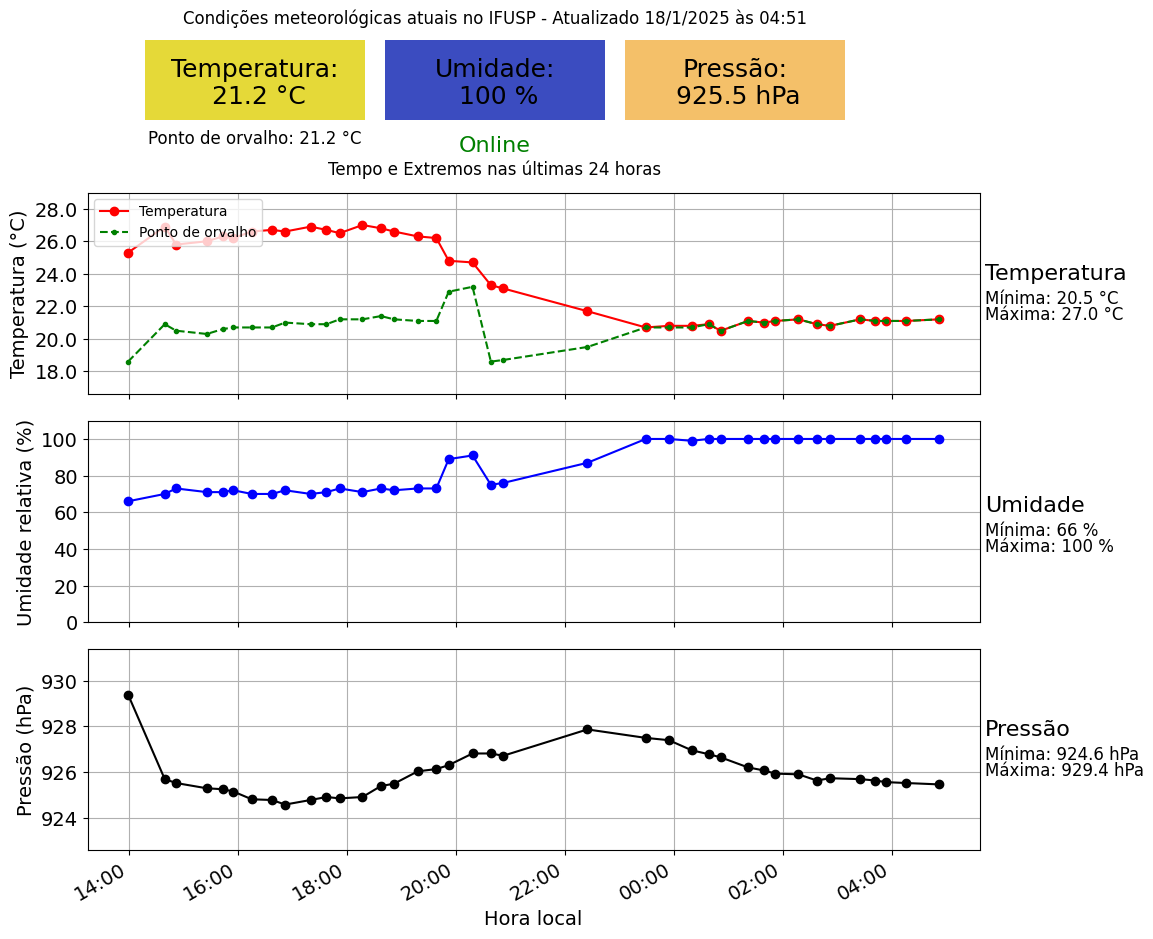 Condições meteorológicas atuais no IFUSP - Atualizado 18/1/2025 às 04:51
Temperatura:
21.2 °C
Umidade:
100 %
Pressão:
925.5 hPa
Ponto de orvalho: 21.2 °C
Online
Tempo e Extremos nas últimas 24 horas
Temperatura (°C)
28.0
26.0
24.0
22.0
20.0
18.0
Temperatura
Ponto de orvalho
Temperatura
Mínima: 20.5 °C
Máxima: 27.0 °C
Umidade relativa (%)
100
80
60
40
20
0
Umidade
Mínima: 66 %
Máxima: 100 %
Pressão (hPa)
930
928
926
924
Pressão
Mínima: 924.6 hPa
Máxima: 929.4 hPa
14:00
16:00
18:00
20:00
22:00
00:00
02:00
04:00
Hora local